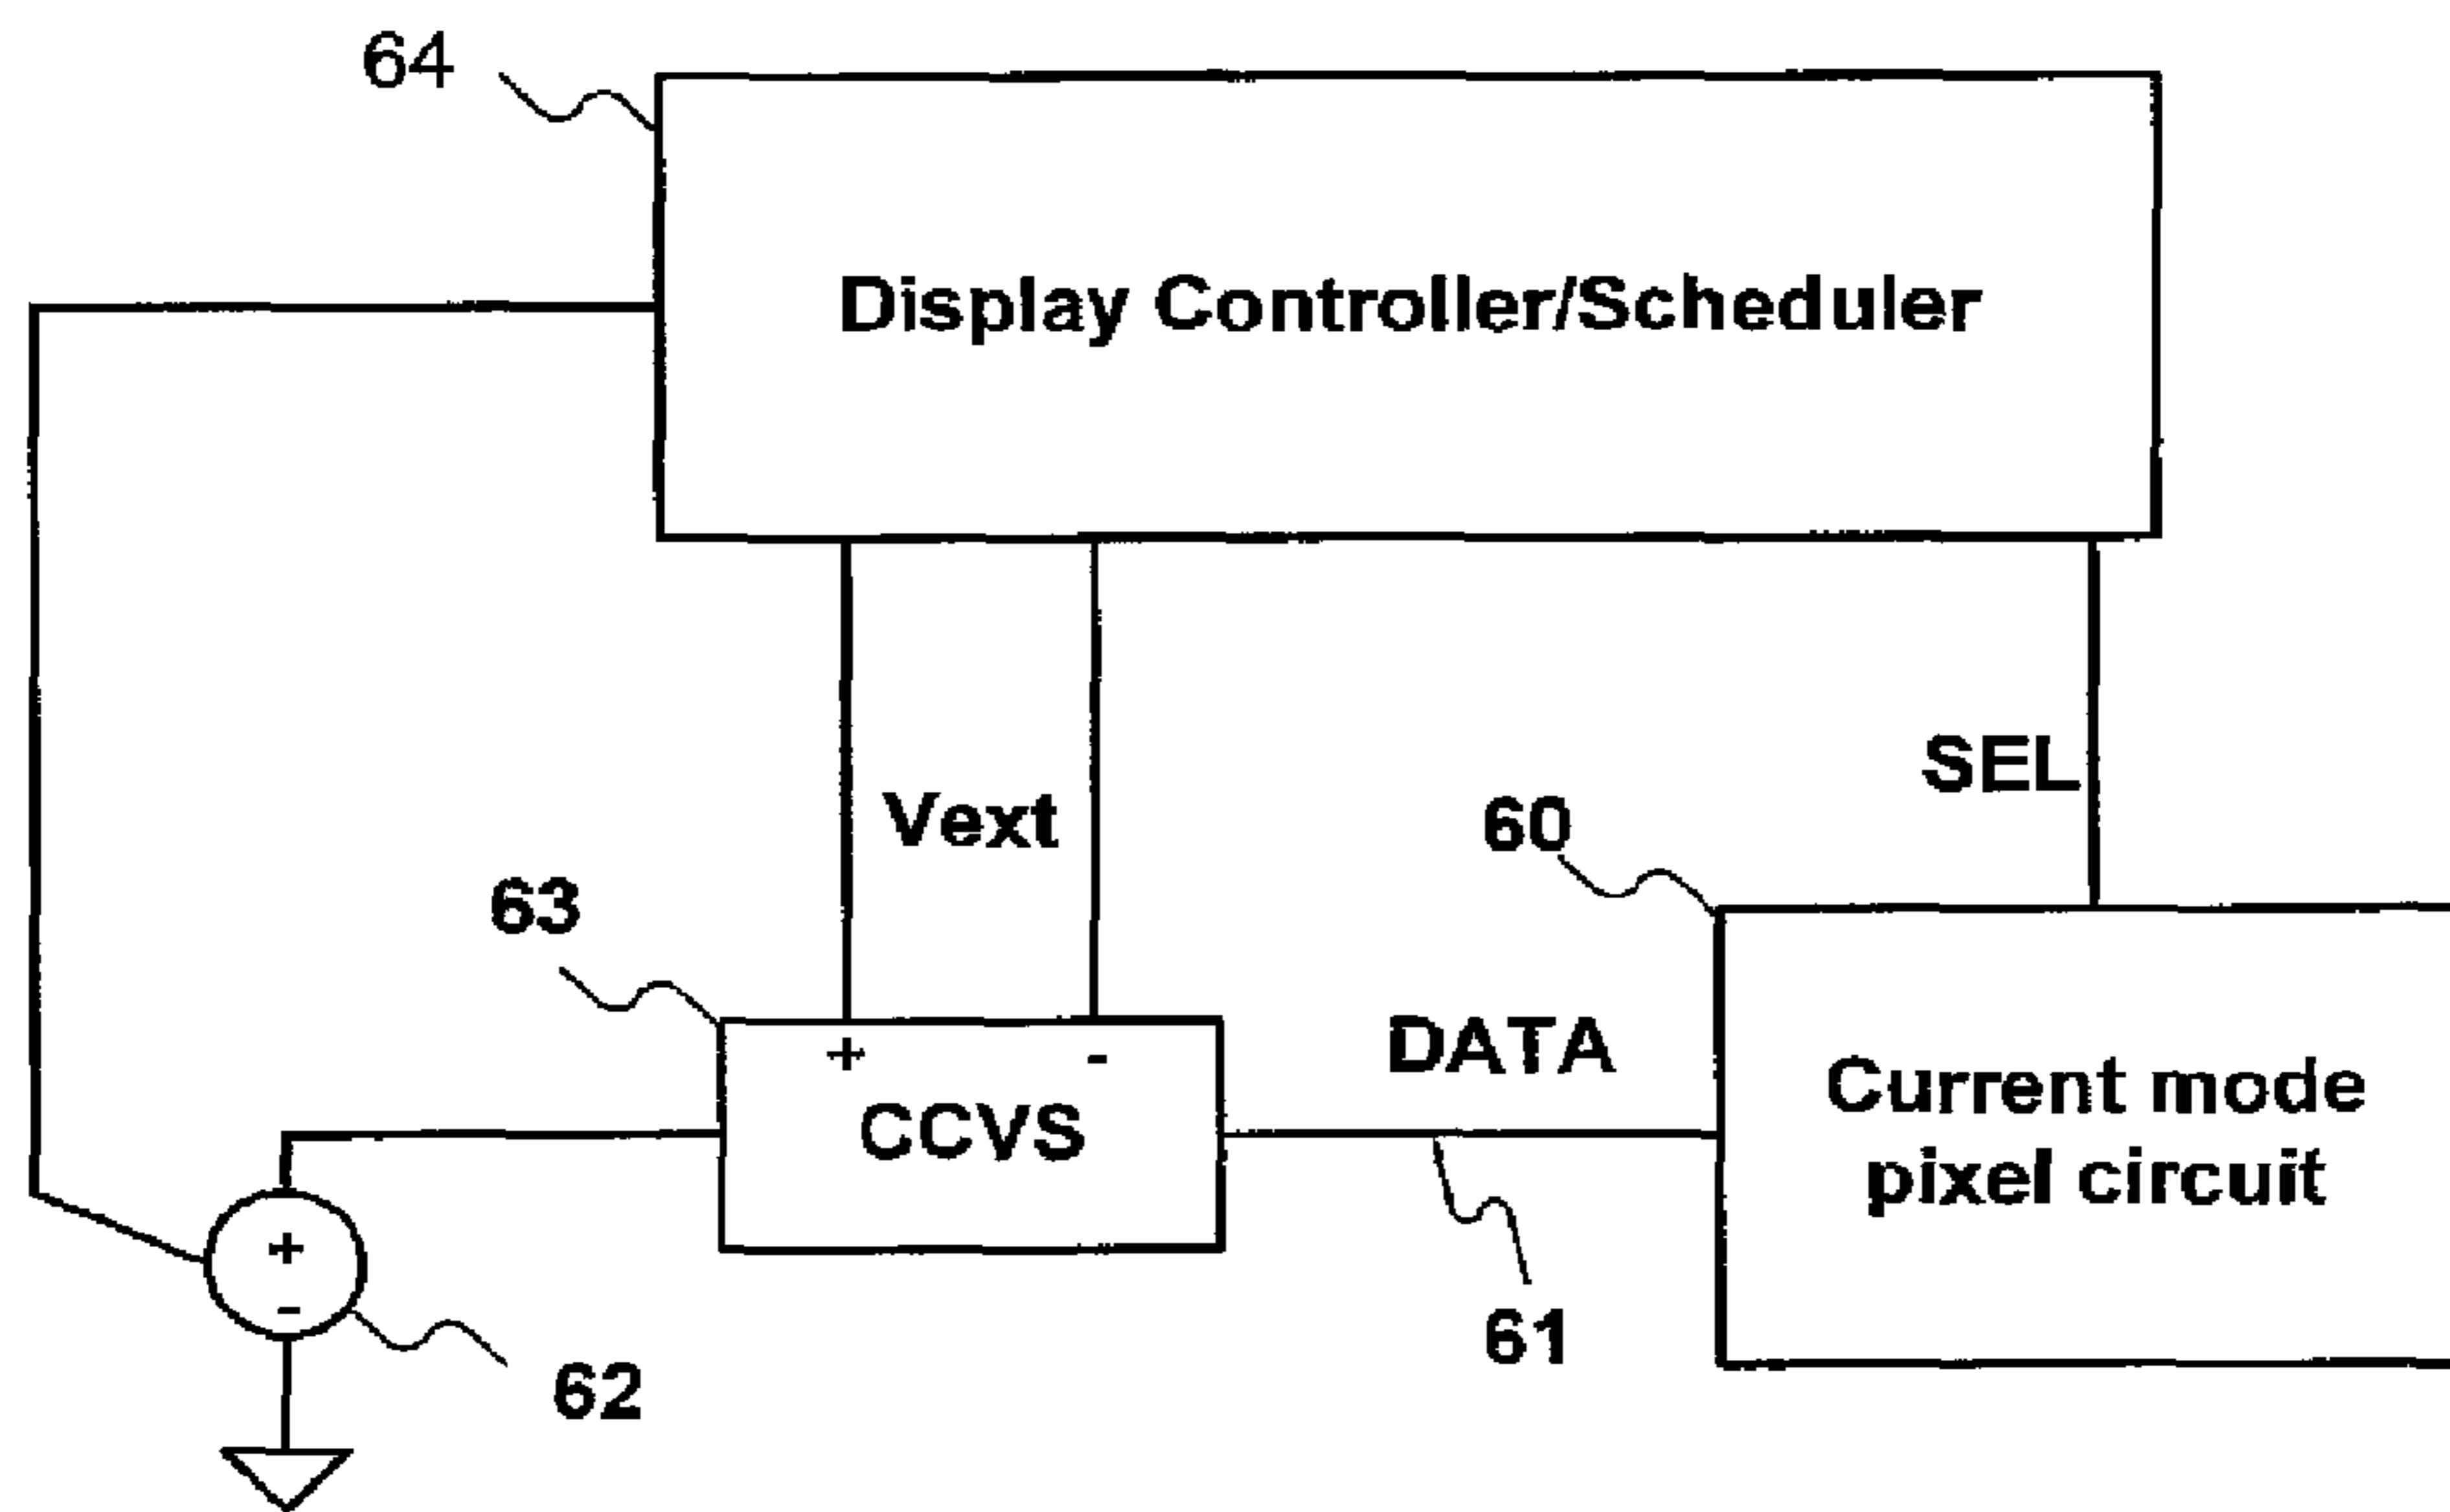 64
Display Controller/Scheduler
Vext
SEL
60
63
+ -
CCVS
DATA
Current mode
pixel circuit
61
+
-
62